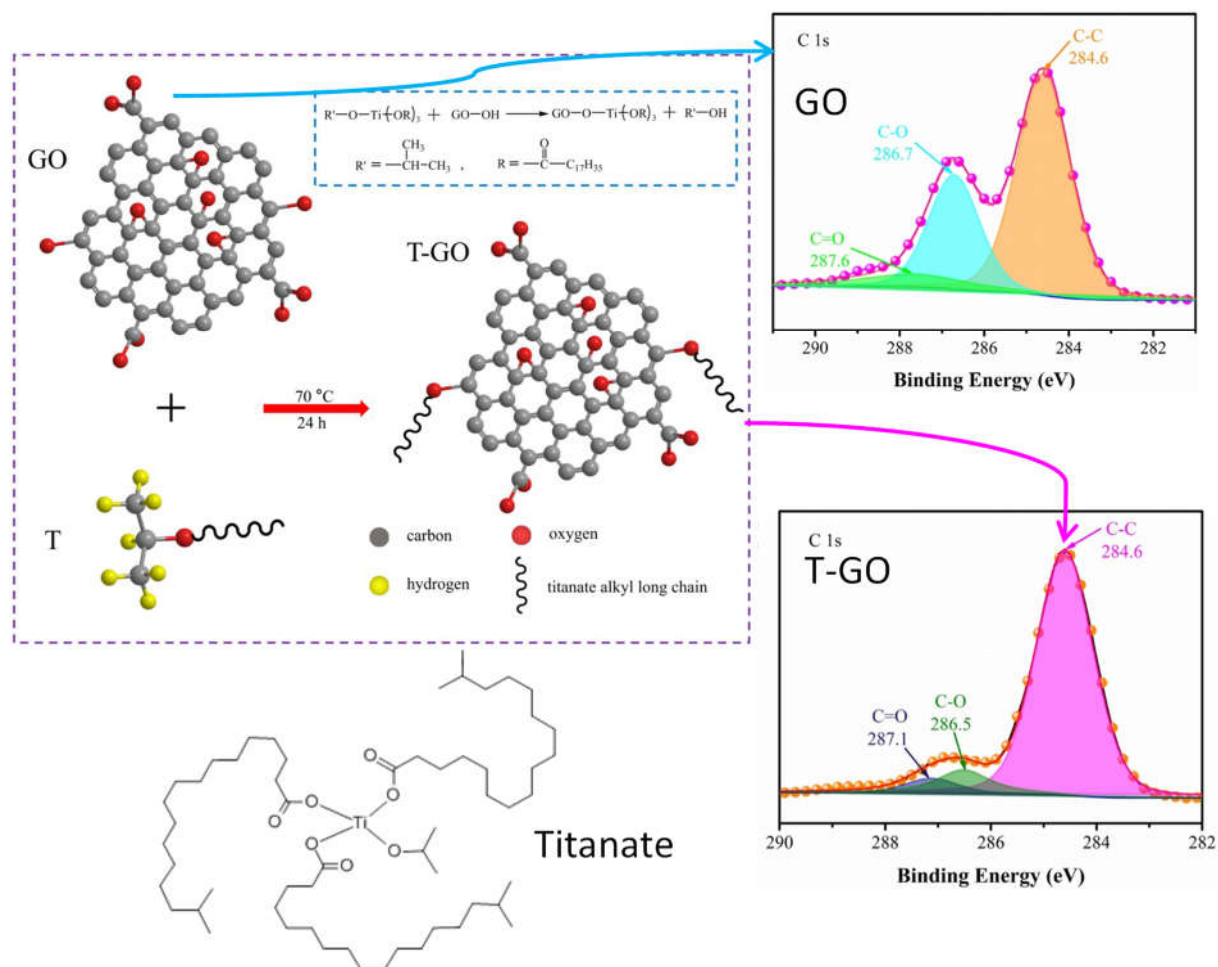 GO
R'—O—Ti(OR)₃ + GO—OH ⟶ GO—O—Ti(OR)₃ + R'—OH
CH₃
R' = —CH—CH₃ , R = —C—C₁₇H₃₅
O
T-GO
+
70 °C
24 h
T
carbon
oxygen
hydrogen
titanate alkyl long chain
C 1s
GO
C-C
284.6
C-O
286.7
C=O
287.6
290 288 286 284 282
Binding Energy (eV)
C 1s
T-GO
C-C
284.6
C=O
287.1
C-O
286.5
290 288 286 284 282
Binding Energy (eV)
O
O
O
O
Ti
O
O
O
Titanate